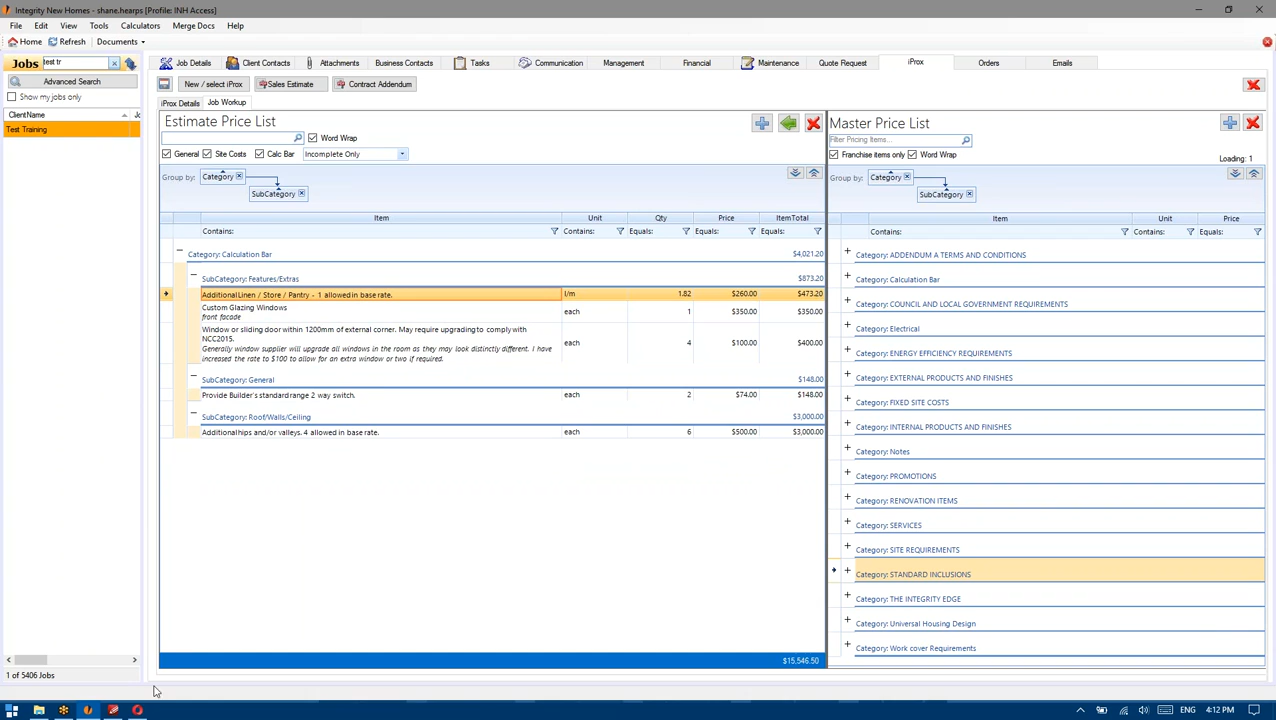 Integrity New Homes - shane.hearps [Profile: INH Access]
File Edit View Tools Calculators Merge Docs Help
Home Refresh Documents
Jobs test tr
Advanced Search
Show my jobs only
ClientName Jc
Test Training
1 of 5406 Jobs
Job Details Client Contacts Attachments Business Contacts Tasks Communication Management Financial Maintenance Quote Request iProx Orders Emails
New / select iProx Sales Estimate Contract Addendum
iProx Details Job Workup
Estimate Price List
Word Wrap
General Site Costs Calc Bar Incomplete Only
Group by: Category
SubCategory
Item Unit Qty Price ItemTotal
Contains: Contains: Equals: Equals: Equals:
Category: Calculation Bar $4,021.20
SubCategory: Features/Extras $873.20
Additional Linen / Store / Pantry - 1 allowed in base rate. l/m 1.82 $260.00 $473.20
Custom Glazing Windows
front facade
each 1 $350.00 $350.00
Window or sliding door within 1200mm of external corner. May require upgrading to comply with
NCC2015.
Generally window supplier will upgrade all windows in the room as they may look distinctly different. I have
increased the rate to $100 to allow for an extra window or two if required.
each 4 $100.00 $400.00
SubCategory: General $148.00
Provide Builder's standard range 2 way switch. each 2 $74.00 $148.00
SubCategory: Roof/Walls/Ceiling $3,000.00
Additional hips and/or valleys. 4 allowed in base rate. each 6 $500.00 $3,000.00
$15,546.50
Master Price List
Filter Pricing Items...
Franchise items only Word Wrap
Loading: 1
Group by: Category
SubCategory
Item Unit Price
Contains: Contains: Equals:
Category: ADDENDUM A TERMS AND CONDITIONS
Category: Calculation Bar
Category: COUNCIL AND LOCAL GOVERNMENT REQUIREMENTS
Category: Electrical
Category: ENERGY EFFICIENCY REQUIREMENTS
Category: EXTERNAL PRODUCTS AND FINISHES
Category: FIXED SITE COSTS
Category: INTERNAL PRODUCTS AND FINISHES
Category: Notes
Category: PROMOTIONS
Category: RENOVATION ITEMS
Category: SERVICES
Category: SITE REQUIREMENTS
Category: STANDARD INCLUSIONS
Category: THE INTEGRITY EDGE
Category: Universal Housing Design
Category: Work cover Requirements
ENG 4:12 PM